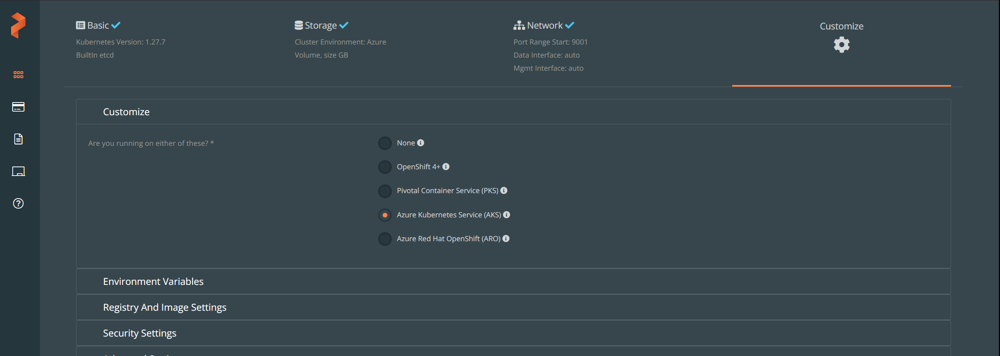 Basic
Kubernetes Version: 1.27.7
BuiltIn etcd
Storage
Cluster Environment: Azure
Volume, size GB
Network
Port Range Start: 9001
Data Interface: auto
Mgmt Interface: auto
Customize
Customize
Are you running on either of these? *
None
OpenShift 4+
Pivotal Container Service (PKS)
Azure Kubernetes Service (AKS)
Azure Red Hat OpenShift (ARO)
Environment Variables
Registry And Image Settings
Security Settings